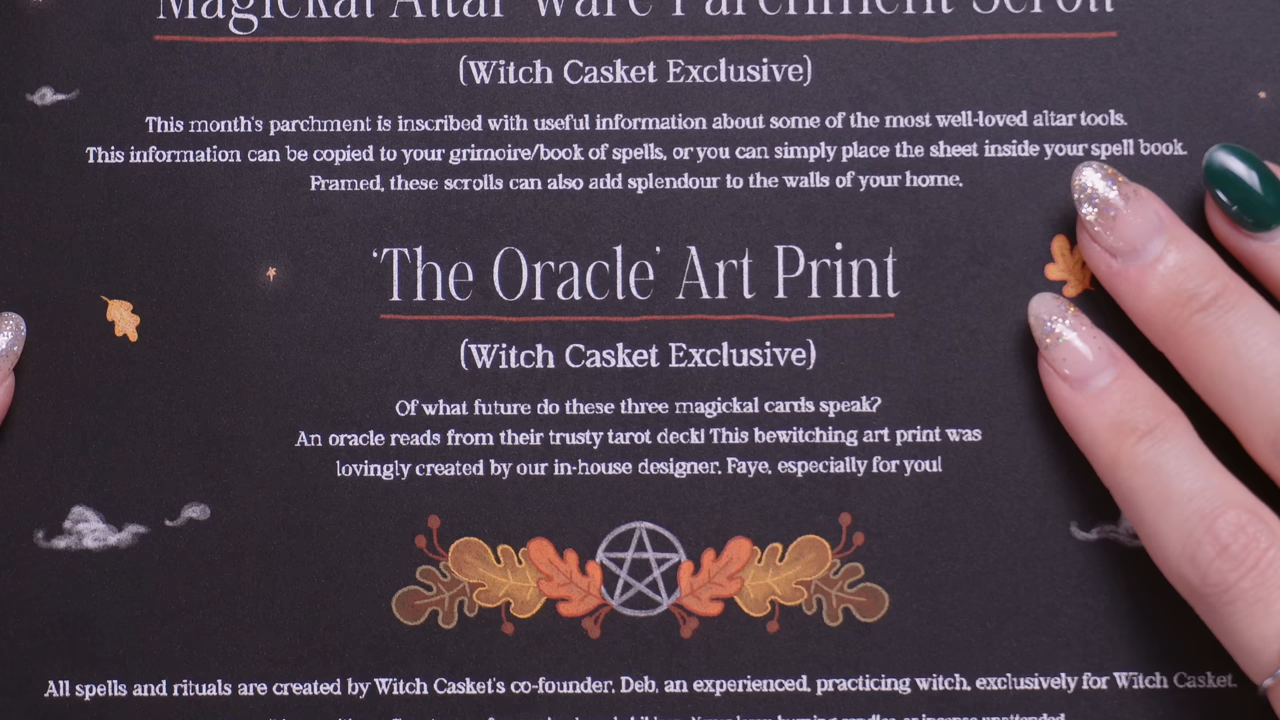 Magickal Altar Ware Parchment Scroll
(Witch Casket Exclusive)
This month's parchment is inscribed with useful information about some of the most well-loved altar tools.
This information can be copied to your grimoire/book of spells, or you can simply place the sheet inside your spell book.
Framed, these scrolls can also add splendour to the walls of your home.
'The Oracle' Art Print
(Witch Casket Exclusive)
Of what future do these three magickal cards speak?
An oracle reads from their trusty tarot deck! This bewitching art print was
lovingly created by our in-house designer, Faye, especially for you!
All spells and rituals are created by Witch Casket's co-founder, Deb, an experienced, practicing witch, exclusively for Witch Casket.